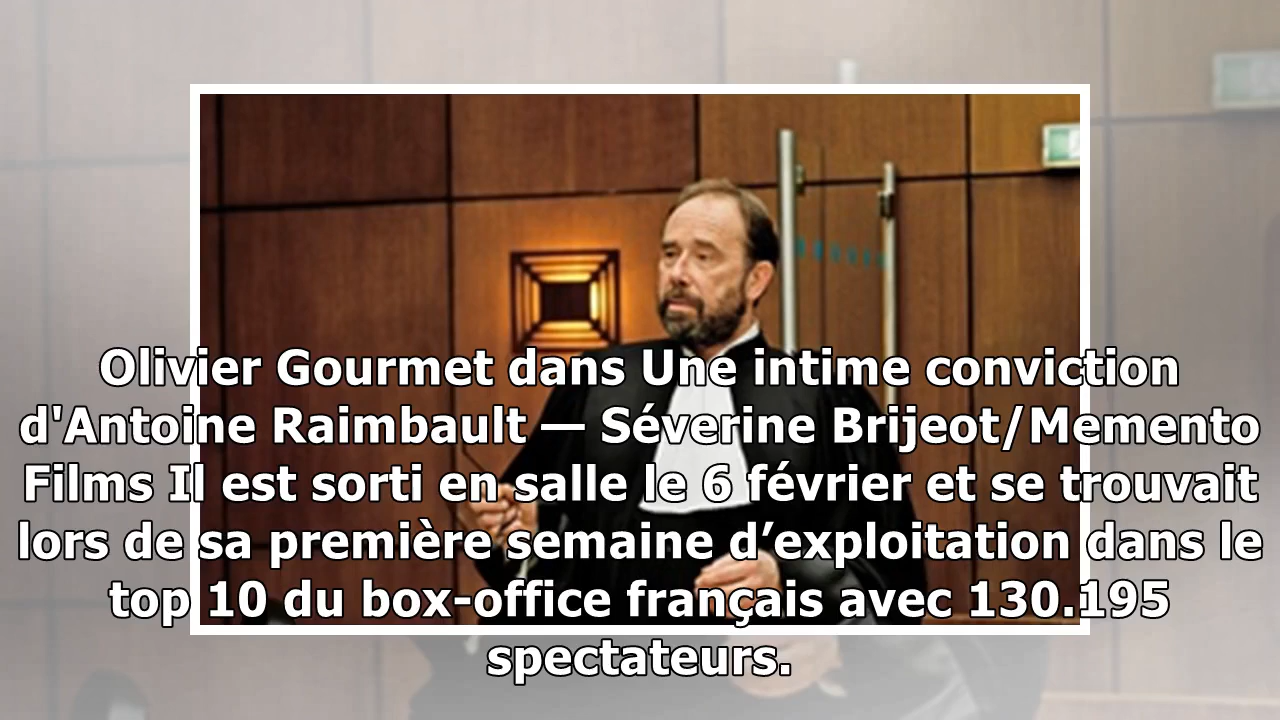 Olivier Gourmet dans Une intime conviction
d'Antoine Raimbault — Séverine Brijeot/Memento
Films Il est sorti en salle le 6 février et se trouvait
lors de sa première semaine d’exploitation dans le
top 10 du box-office français avec 130.195
spectateurs.